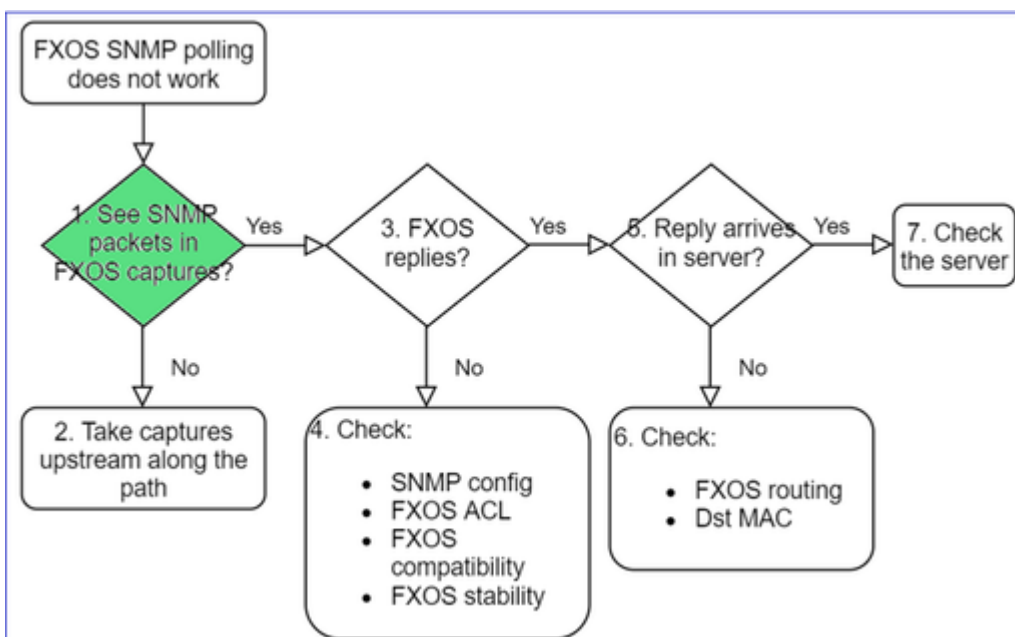 FXOS SNMP polling
does not work
1. See SNMP
packets in
FXOS captures?
Yes
3. FXOS
replies?
Yes
5. Reply arrives
in server?
Yes
7. Check
the server
No
No
No
2. Take captures
upstream along the
path
4. Check:
• SNMP config
• FXOS ACL
• FXOS
compatibility
• FXOS stability
6. Check:
• FXOS routing
• Dst MAC